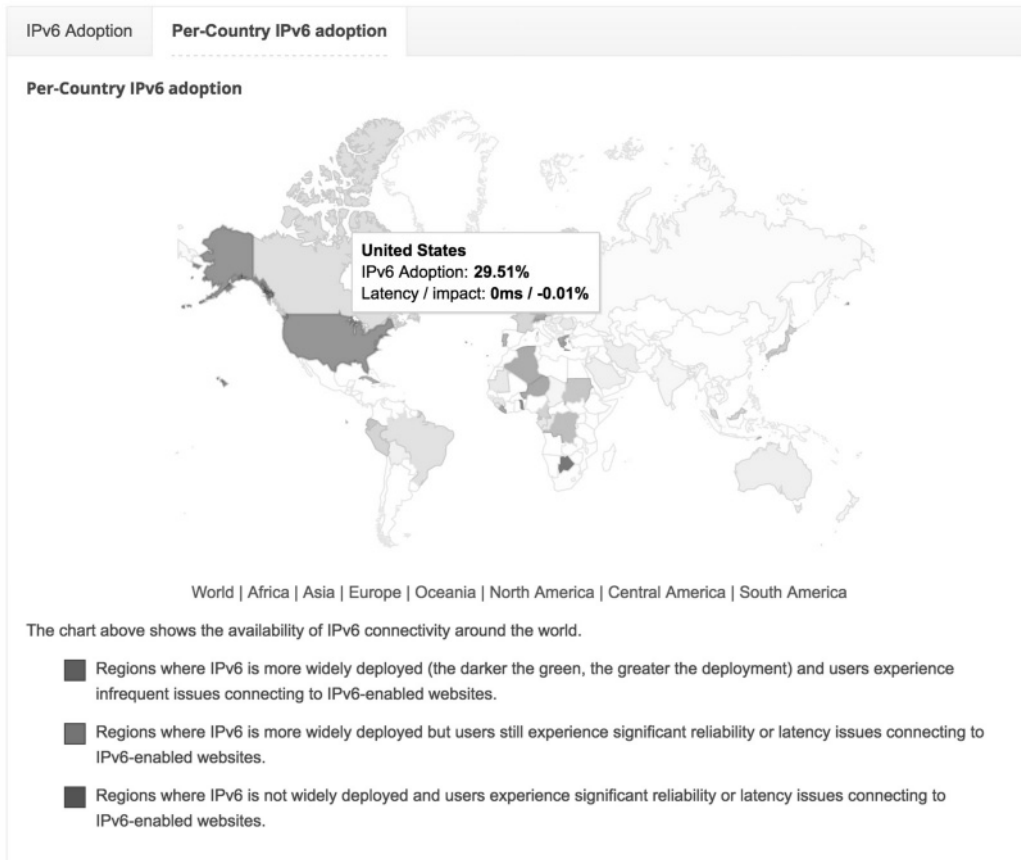 IPv6 Adoption
Per-Country IPv6 adoption
Per-Country IPv6 adoption
United States
IPv6 Adoption: 29.51%
Latency / impact: 0ms / -0.01%
World | Africa | Asia | Europe | Oceania | North America | Central America | South America
The chart above shows the availability of IPv6 connectivity around the world.
Regions where IPv6 is more widely deployed (the darker the green, the greater the deployment) and users experience
infrequent issues connecting to IPv6-enabled websites.
Regions where IPv6 is more widely deployed but users still experience significant reliability or latency issues connecting to
IPv6-enabled websites.
Regions where IPv6 is not widely deployed and users experience significant reliability or latency issues connecting to
IPv6-enabled websites.